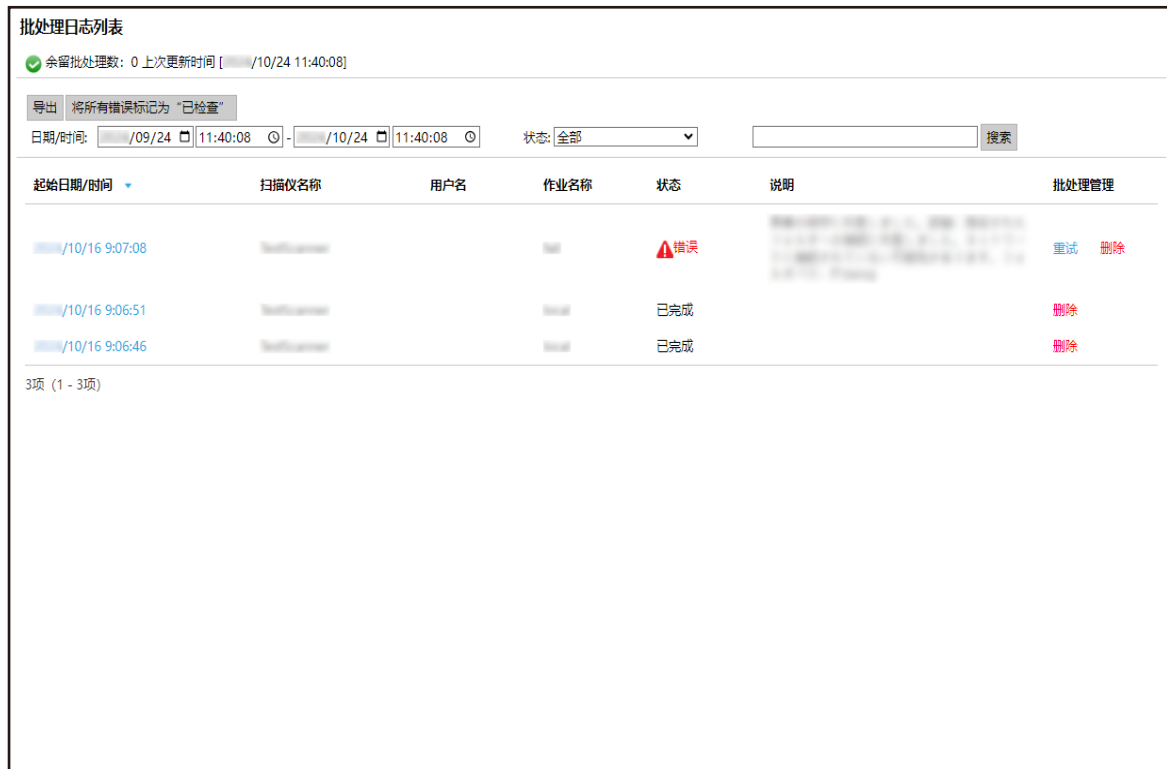 批处理日志列表
余留批处理数：0 上次更新时间 [ /10/24 11:40:08]
导出 将所有错误标记为“已检查”
日期/时间: /09/24 11:40:08 - /10/24 11:40:08 状态: 全部 搜索
起始日期/时间 扫描仪名称 用户名 作业名称 状态 说明 批处理管理
/10/16 9:07:08 错误 重试 删除
/10/16 9:06:51 已完成 删除
/10/16 9:06:46 已完成 删除
3项（1 - 3项）